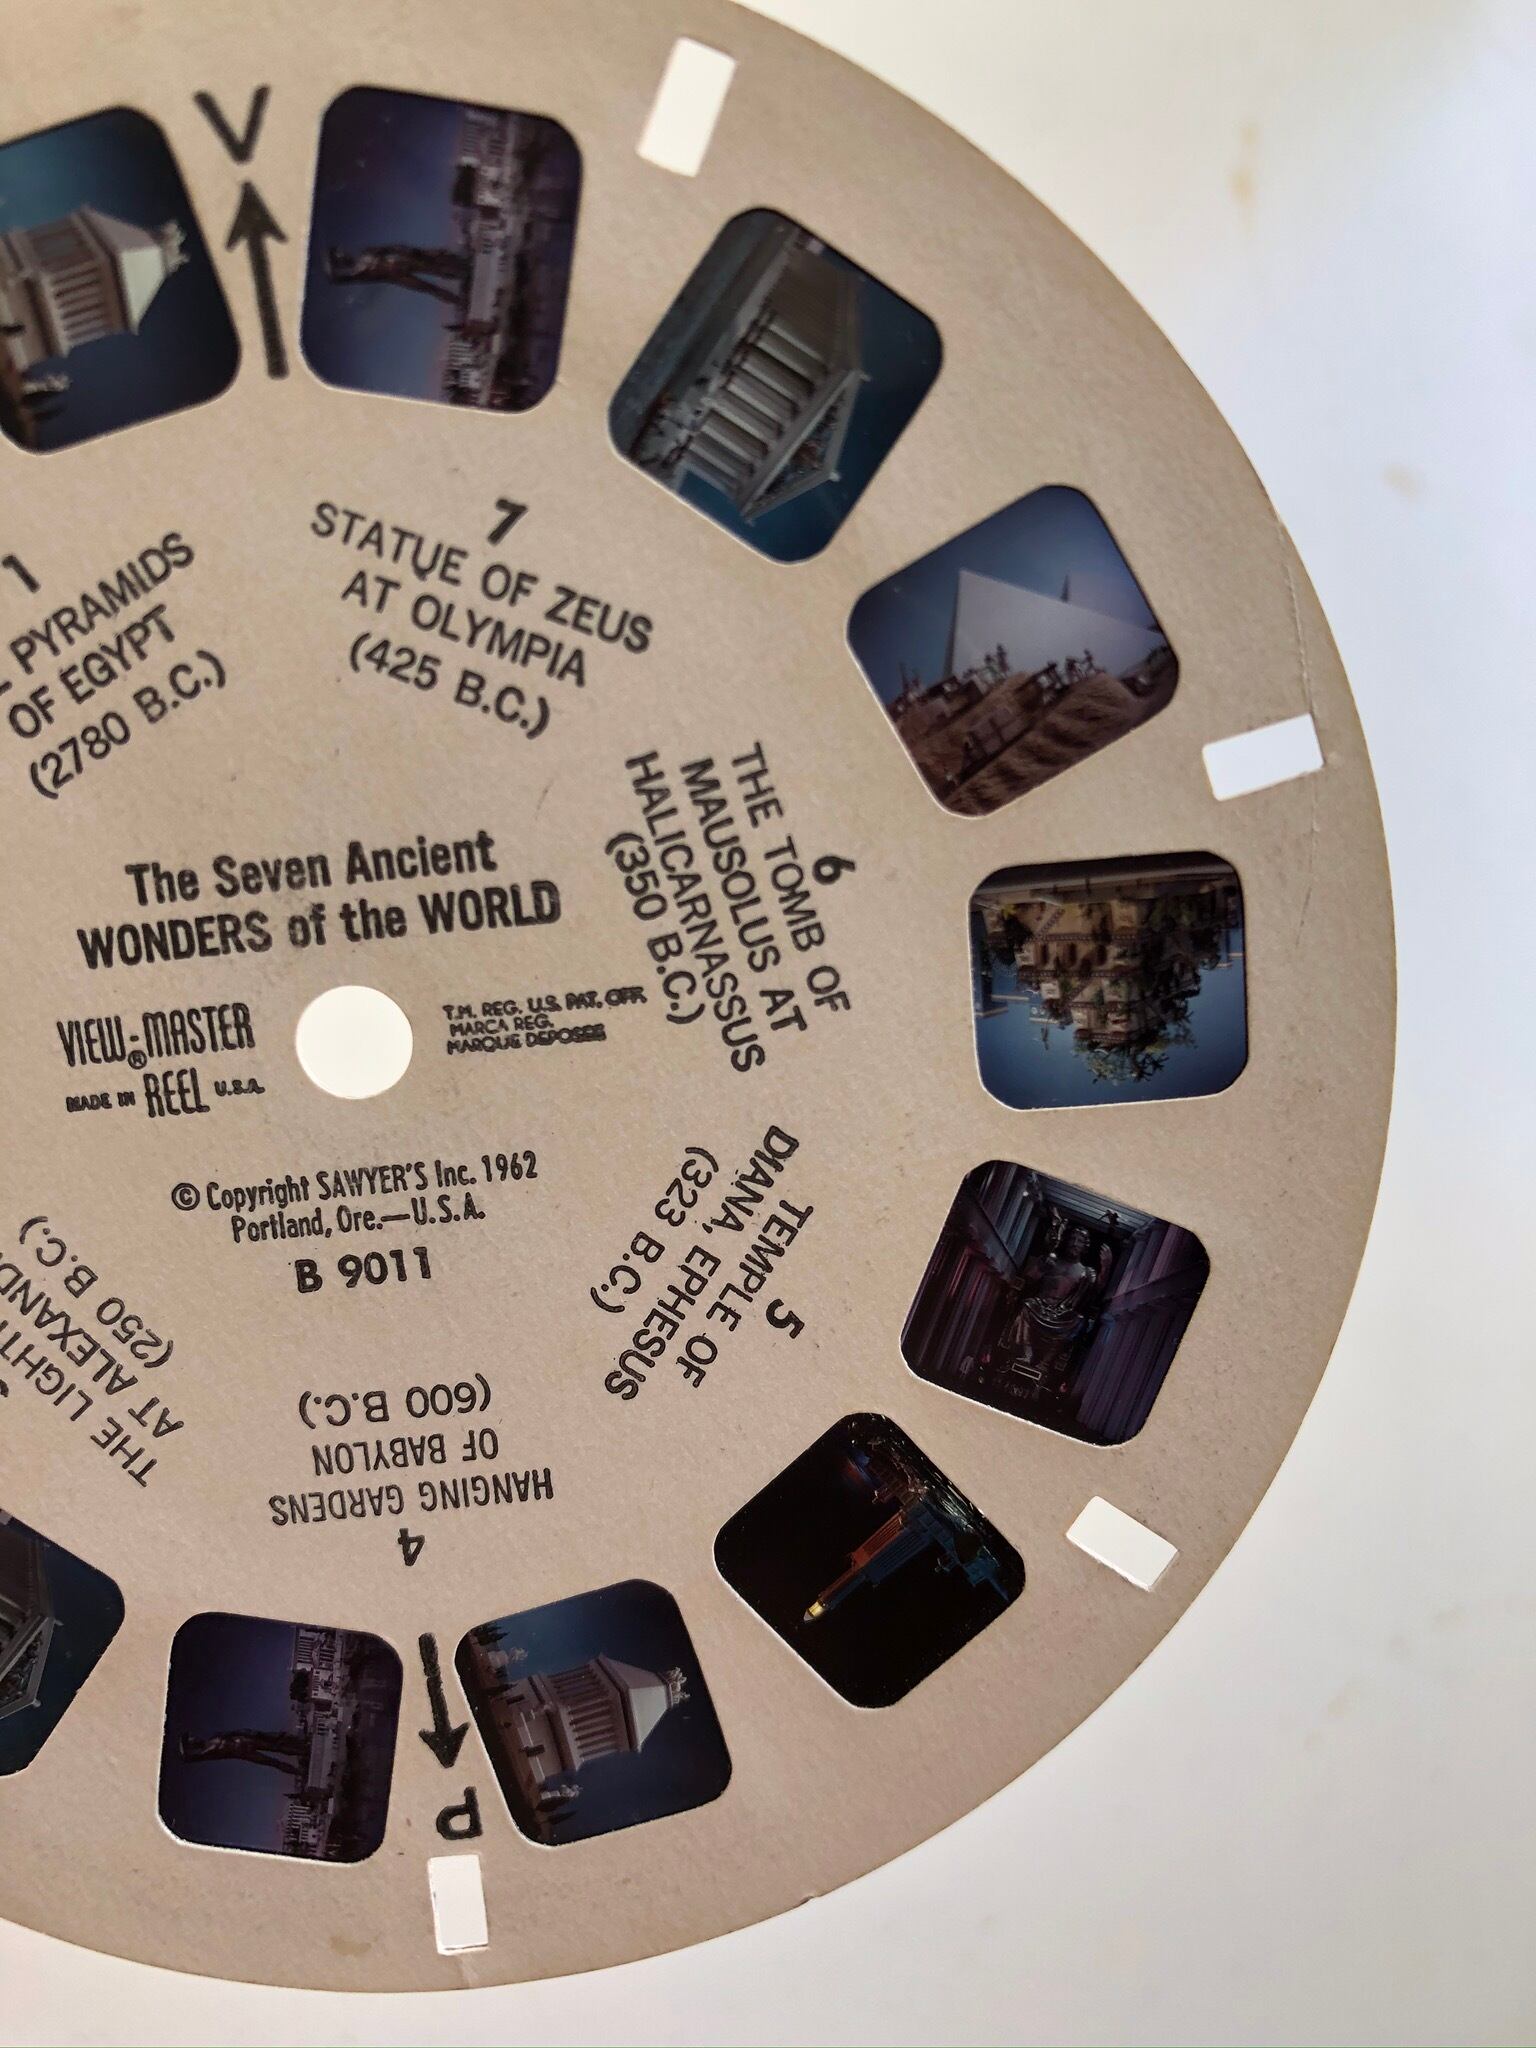 The Seven Ancient
WONDERS of the WORLD
VIEW-MASTER®
MADE IN REEL U.S.A.
T.M. REG. U.S. PAT. OFF.
MARCA REG.
MARQUE DEPOSEE
© Copyright SAWYER'S Inc. 1962
Portland, Ore.—U.S.A.
B 9011
V
1
PYRAMIDS
OF EGYPT
(2780 B.C.)
7
STATUE OF ZEUS
AT OLYMPIA
(425 B.C.)
6
THE TOMB OF
MAUSOLUS AT
HALICARNASSUS
(350 B.C.)
5
TEMPLE OF
DIANA, EPHESUS
(323 B.C.)
4
HANGING GARDENS
OF BABYLON
(600 B.C.)
THE LIGHT
AT ALEXAND
(250 B.C.)
P